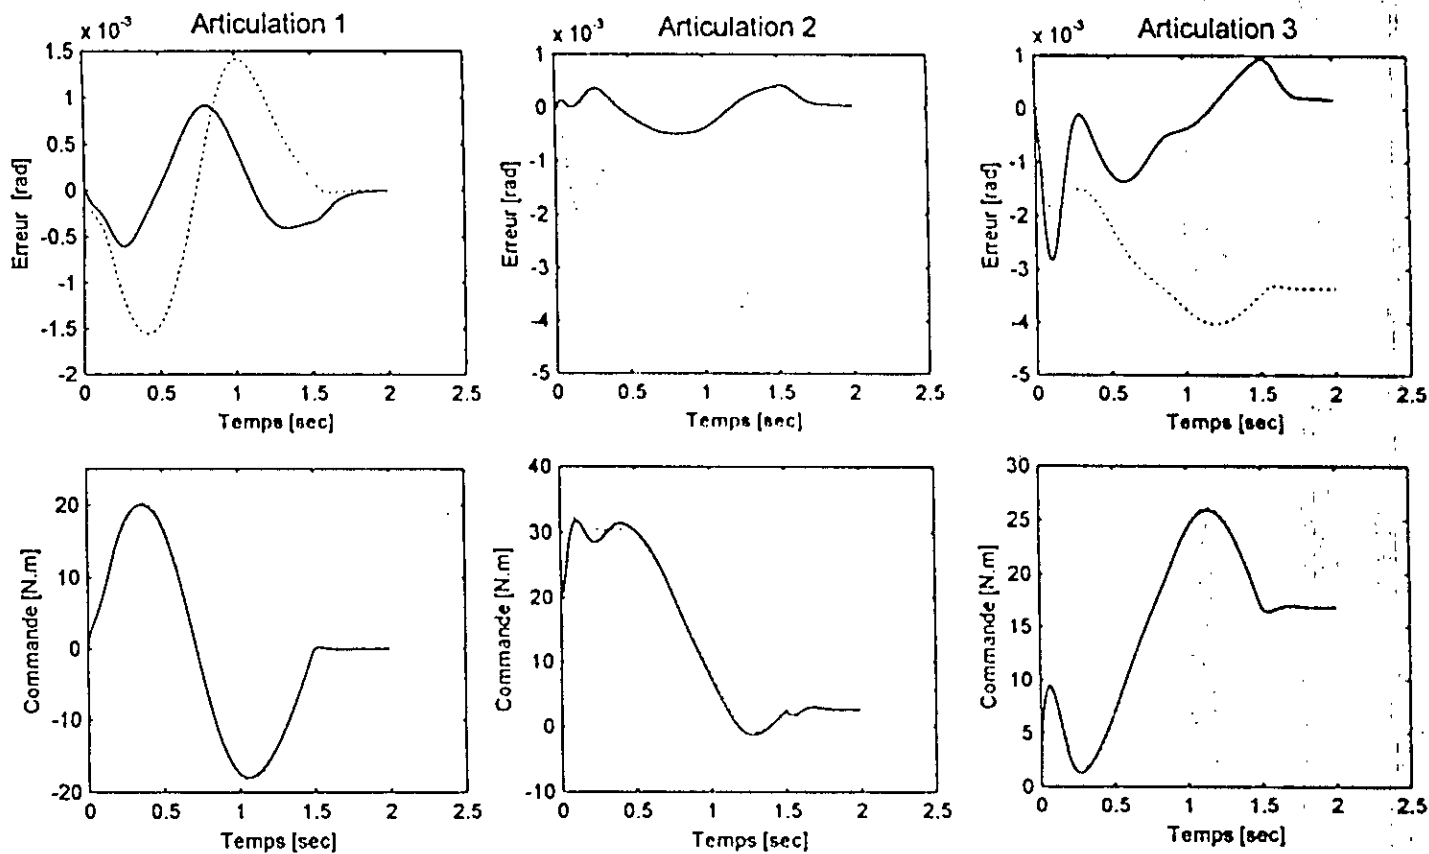 Articulation 1
x 10⁻³
1.5
1
0.5
0
-0.5
-1
-1.5
-2
Erreur [rad]
0 0.5 1 1.5 2 2.5
Temps [sec]
Articulation 2
x 10⁻³
1
0
-1
-2
-3
-4
-5
Erreur [rad]
0 0.5 1 1.5 2 2.5
Temps [sec]
Articulation 3
x 10⁻³
1
0
-1
-2
-3
-4
-5
Erreur [rad]
0 0.5 1 1.5 2 2.5
Temps [sec]
20
10
0
-10
-20
Commande [N.m]
0 0.5 1 1.5 2 2.5
Temps [sec]
40
30
20
10
0
-10
Commande [N.m]
0 0.5 1 1.5 2 2.5
Temps [sec]
30
25
20
15
10
5
0
Commande [N.m]
0 0.5 1 1.5 2 2.5
Temps [sec]